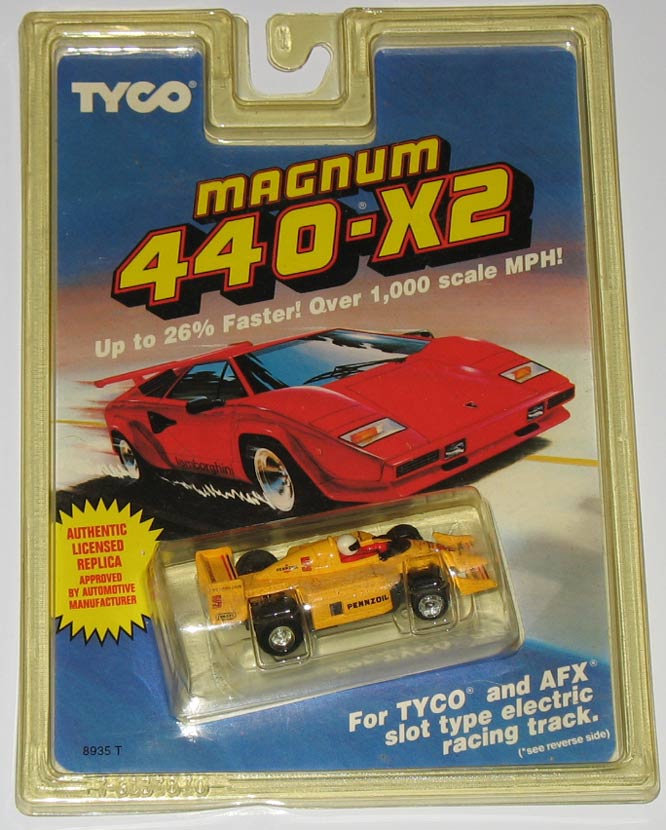 TYCO®
MAGNUM
440®-X2
Up to 26% Faster! Over 1,000 scale MPH!
lamborghini
AUTHENTIC
LICENSED
REPLICA
APPROVED
BY AUTOMOTIVE
MANUFACTURER
PENNZOIL
For TYCO® and AFX®
slot type electric
racing track.
(*see reverse side)
8935 T